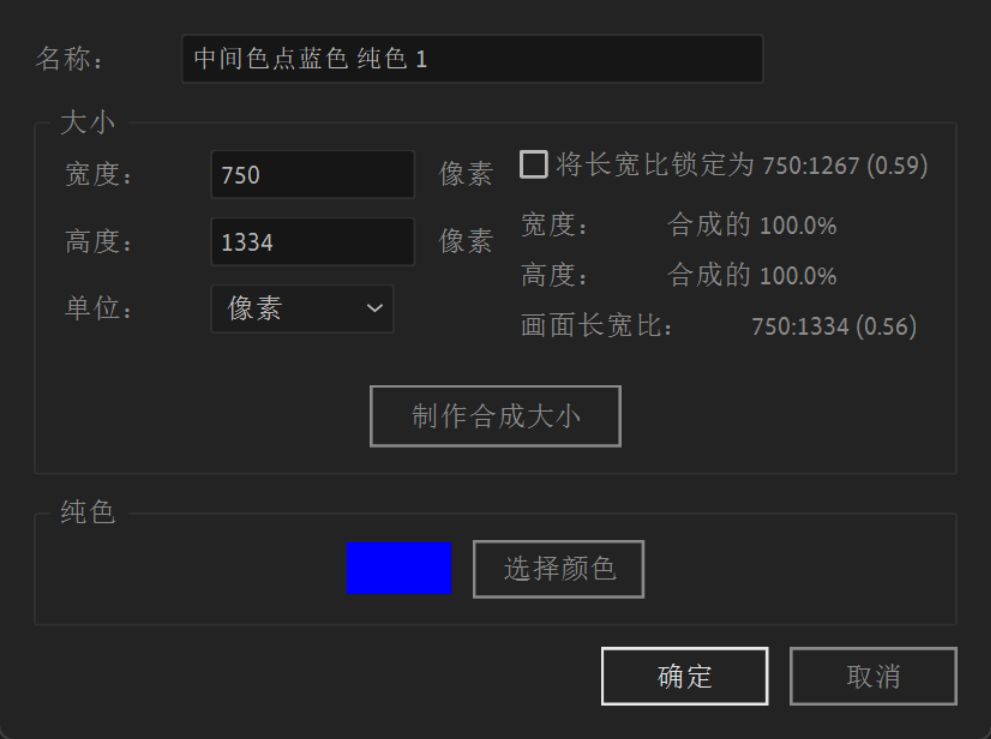 名称： 中间色点蓝色 纯色 1
大小
宽度： 750 像素 将长宽比锁定为 750:1267 (0.59)
高度： 1334 像素 宽度： 合成的 100.0%
高度： 合成的 100.0%
单位： 像素 画面长宽比： 750:1334 (0.56)
制作合成大小
纯色
选择颜色
确定 取消